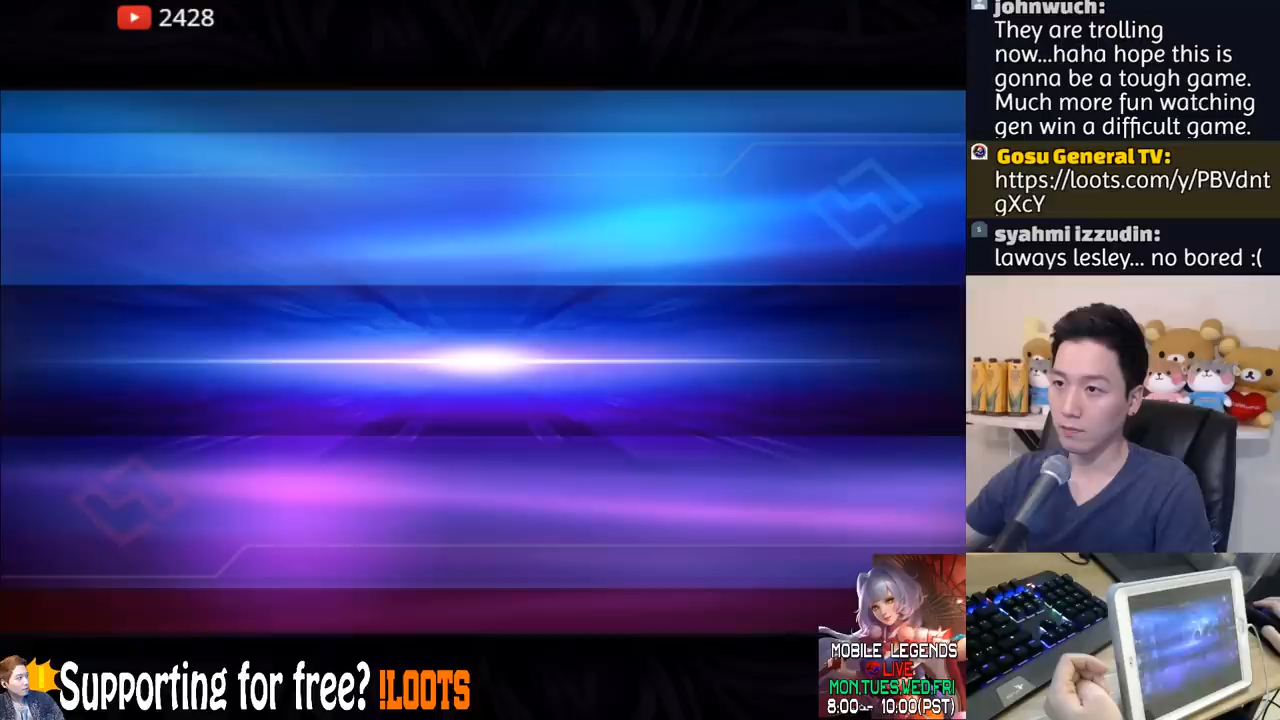 2428
johnwuch:
They are trolling
now...haha hope this is
gonna be a tough game.
Much more fun watching
gen win a difficult game.
Gosu General TV:
https://loots.com/y/PBVdnt
gXcY
syahmi izzudin:
laways lesley... no bored :(
MOBILE LEGENDS
LIVE
MON,TUES,WED,FRI
8:00~ 10:00(PST)
Supporting for free? !LOOTS